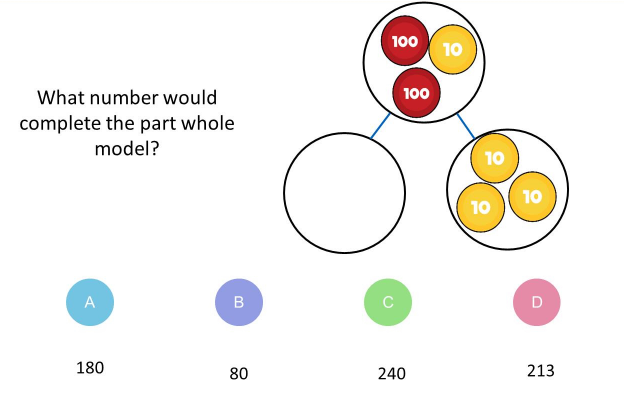 100
10
100
What number would
complete the part whole
model?
10
10
10
A
B
C
D
180
80
240
213